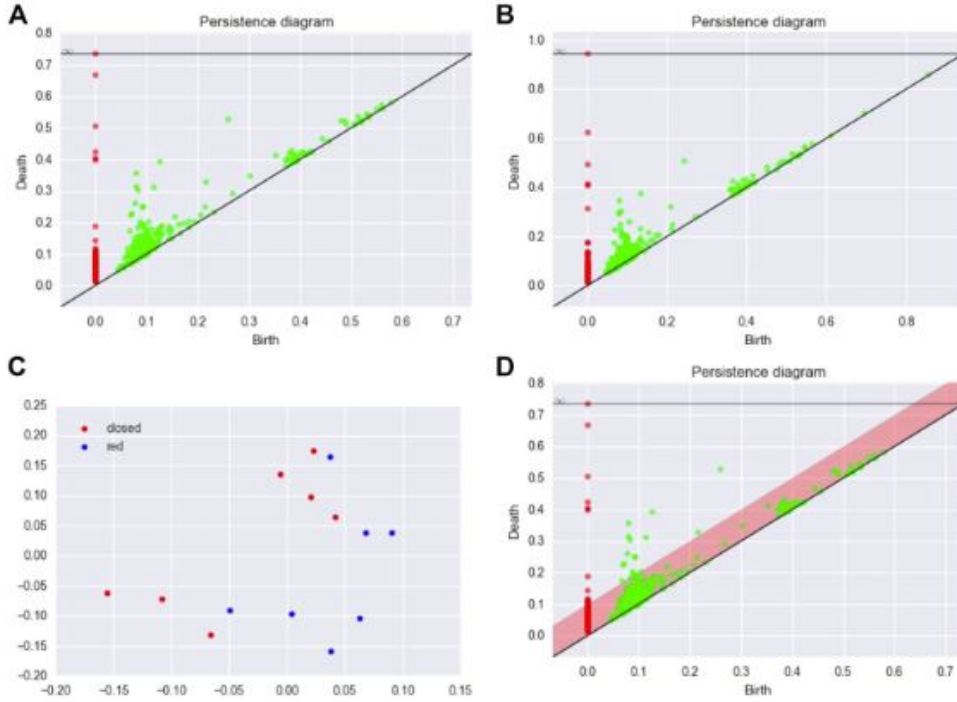 A
Persistence diagram
0.8
∞
0.7
0.6
0.5
0.4
0.3
0.2
0.1
0.0
Death
0.0 0.1 0.2 0.3 0.4 0.5 0.6 0.7
Birth
B
Persistence diagram
1.0
∞
0.8
0.6
0.4
0.2
0.0
Death
0.0 0.2 0.4 0.6 0.8
Birth
C
0.25
0.20
0.15
0.10
0.05
0.00
−0.05
−0.10
−0.15
−0.20
closed
red
−0.20 −0.15 −0.10 −0.05 0.00 0.05 0.10 0.15
D
Persistence diagram
0.8
∞
0.7
0.6
0.5
0.4
0.3
0.2
0.1
0.0
Death
0.0 0.1 0.2 0.3 0.4 0.5 0.6 0.7
Birth